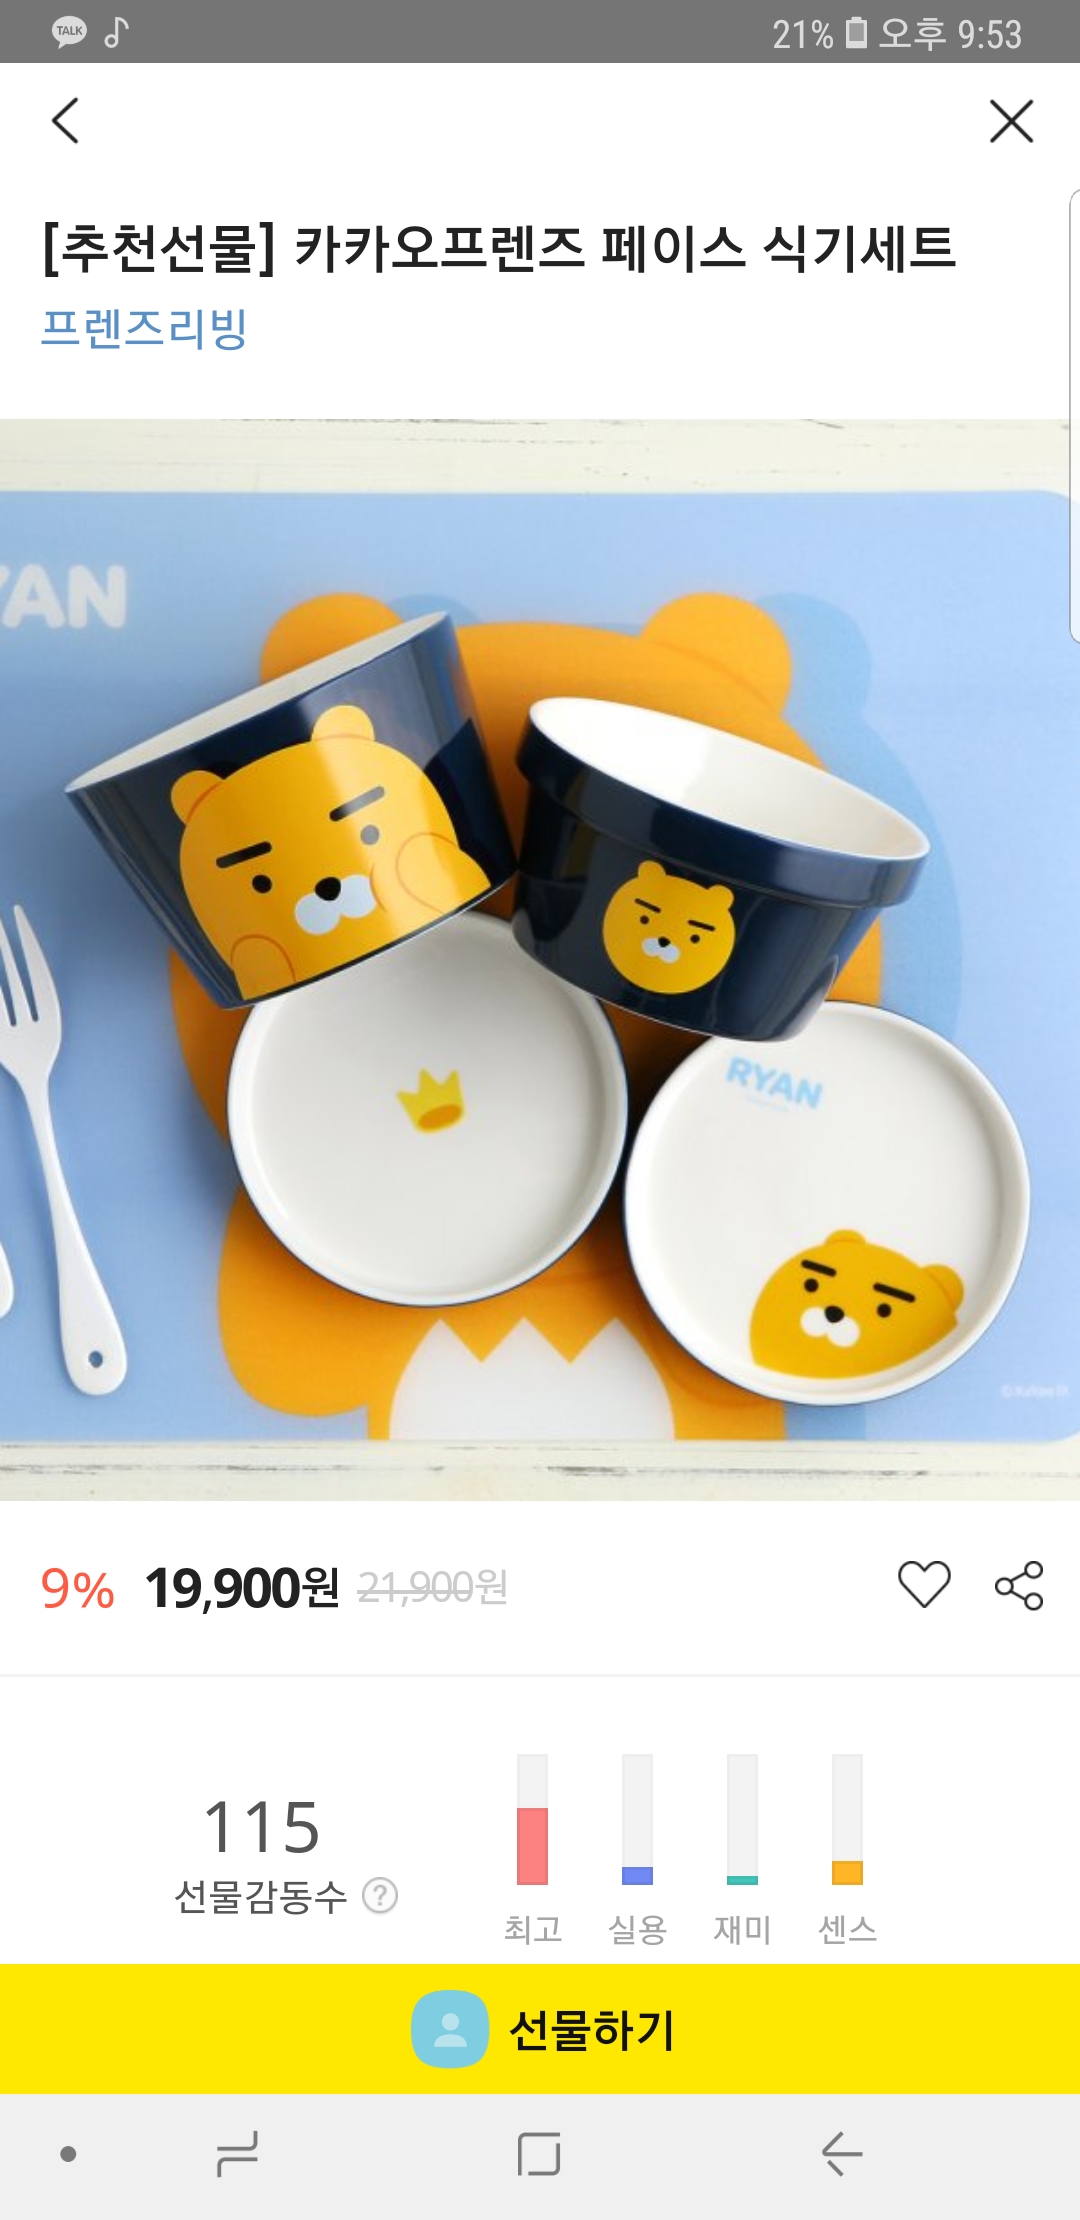 TALK
21% 오후 9:53
[추천선물] 카카오프렌즈 페이스 식기세트
프렌즈리빙
YAN
RYAN
9% 19,900원 21,900원
115
선물감동수 ?
최고 실용 재미 센스
선물하기